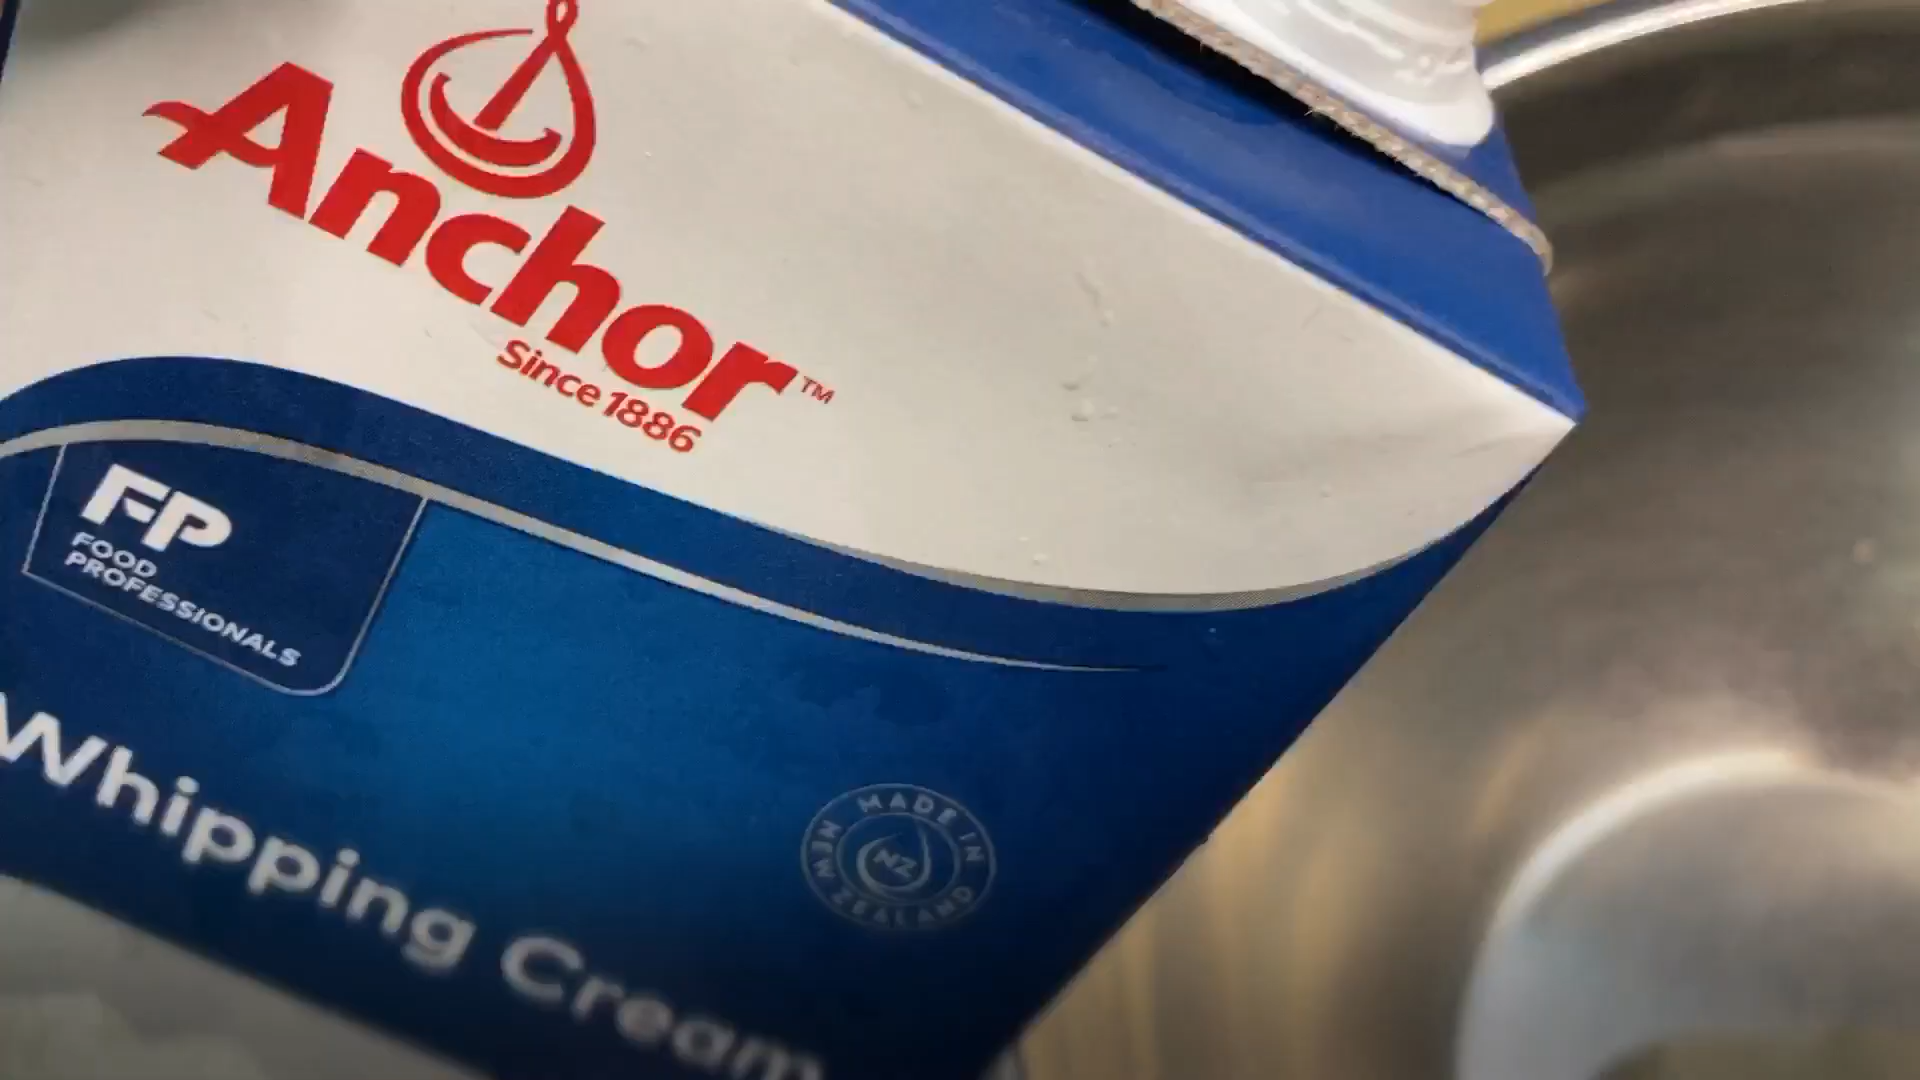 Anchor™
Since 1886
FP
FOOD
PROFESSIONALS
MADE IN
NEW ZEALAND
NZ
Whipping Cream